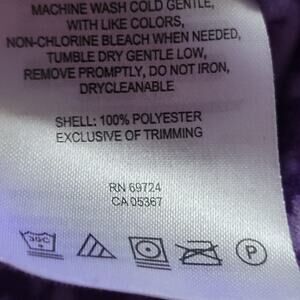 MACHINE WASH COLD GENTLE,
WITH LIKE COLORS,
NON-CHLORINE BLEACH WHEN NEEDED,
TUMBLE DRY GENTLE LOW,
REMOVE PROMPTLY, DO NOT IRON,
DRYCLEANABLE
SHELL: 100% POLYESTER
EXCLUSIVE OF TRIMMING
RN 69724
CA 05367
30C
P